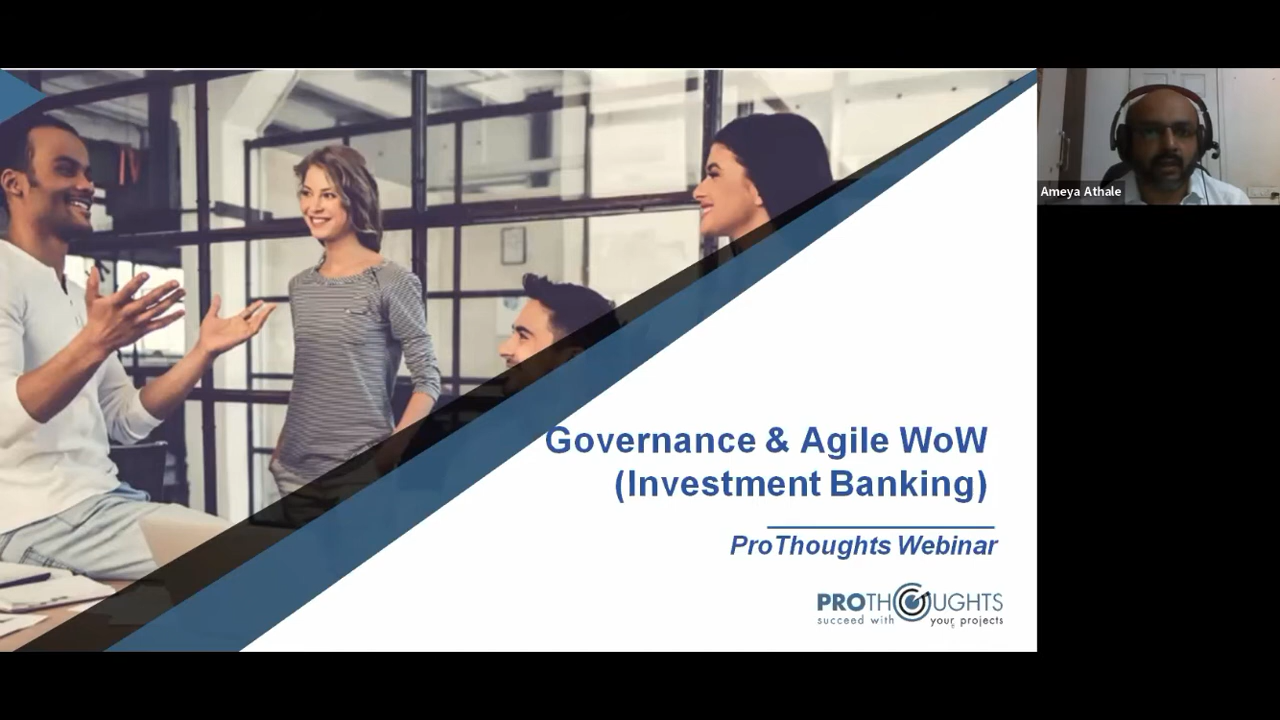 Ameya Athale
Governance & Agile WoW
(Investment Banking)
ProThoughts Webinar
PROTHOUGHTS
succeed with your projects